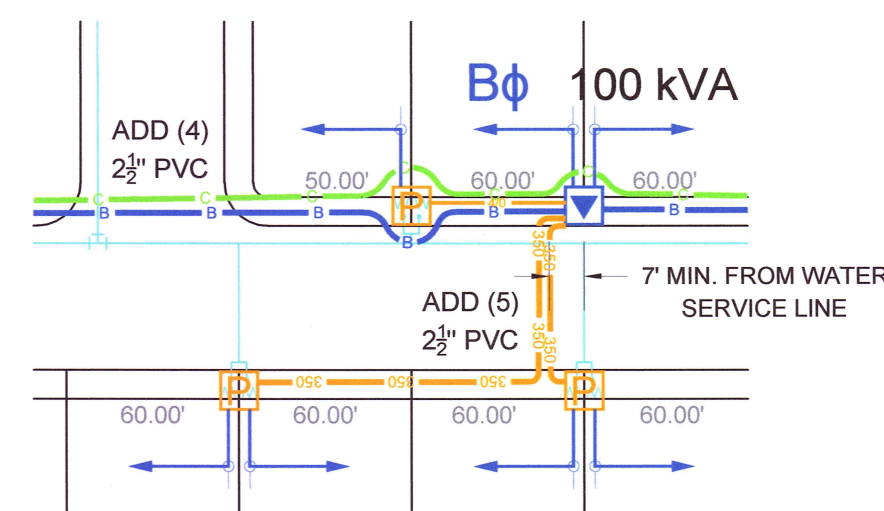 Bϕ 100 kVA
ADD (4)
2½" PVC
50.00' 60.00' 60.00'
C C C C C C C
P
400
B B B B B B
350 350
7' MIN. FROM WATER
SERVICE LINE
ADD (5)
2½" PVC
350 350
350 350 350
P P
60.00' 60.00' 60.00' 60.00'